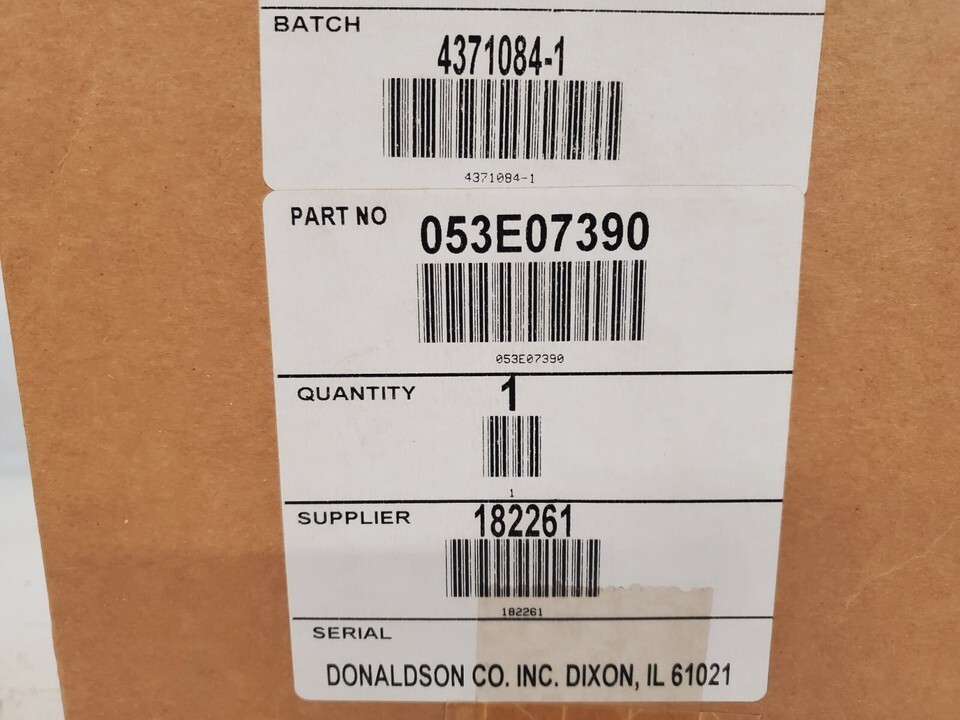 BATCH
4371084-1
4371084-1
PART NO
053E07390
053E07390
QUANTITY
1
1
SUPPLIER
182261
182261
SERIAL
DONALDSON CO. INC. DIXON, IL 61021